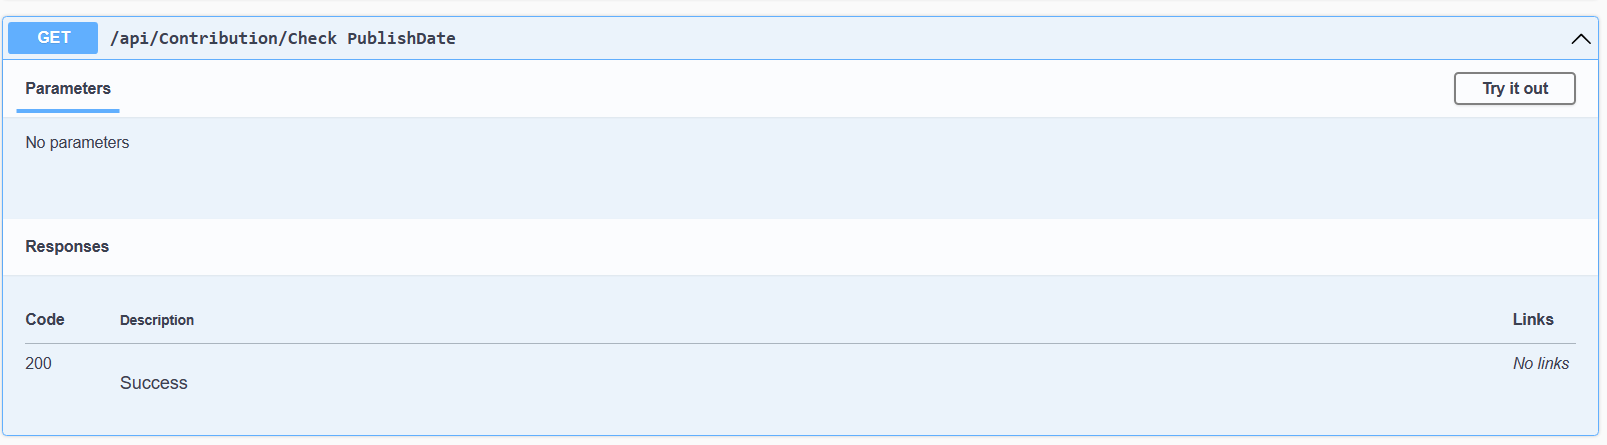 GET /api/Contribution/Check PublishDate
Parameters
Try it out
No parameters
Responses
Code Description Links
200 No links
Success